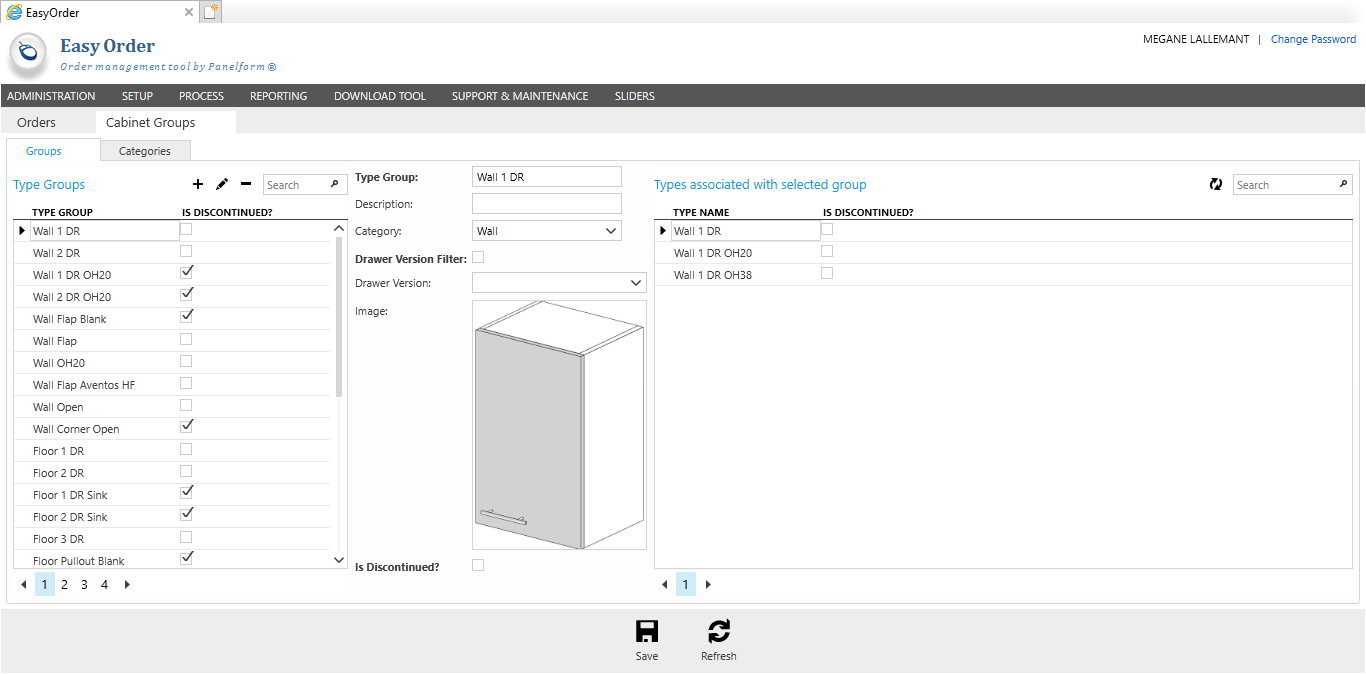 EasyOrder
Easy Order
Order management tool by Panelform ®
MEGANE LALLEMANT | Change Password
ADMINISTRATION SETUP PROCESS REPORTING DOWNLOAD TOOL SUPPORT & MAINTENANCE SLIDERS
Orders Cabinet Groups
Groups Categories
Type Groups Search
TYPE GROUP IS DISCONTINUED?
Wall 1 DR
Wall 2 DR
Wall 1 DR OH20
Wall 2 DR OH20
Wall Flap Blank
Wall Flap
Wall OH20
Wall Flap Aventos HF
Wall Open
Wall Corner Open
Floor 1 DR
Floor 2 DR
Floor 1 DR Sink
Floor 2 DR Sink
Floor 3 DR
Floor Pullout Blank
1 2 3 4
Type Group: Wall 1 DR
Description:
Category: Wall
Drawer Version Filter:
Drawer Version:
Image:
Is Discontinued?
Types associated with selected group Search
TYPE NAME IS DISCONTINUED?
Wall 1 DR
Wall 1 DR OH20
Wall 1 DR OH38
1
Save Refresh